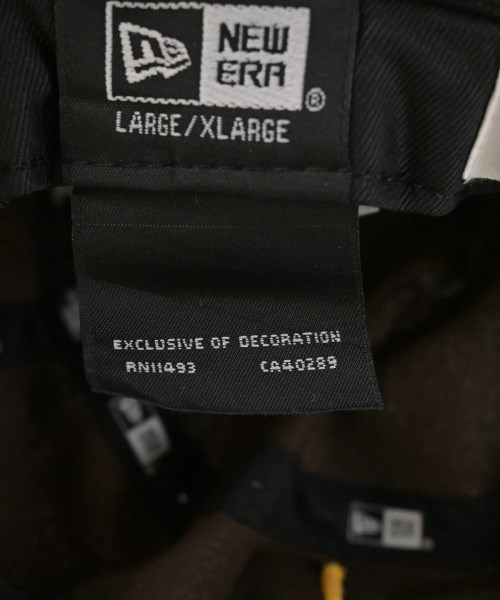 NEW
ERA
®
LARGE/XLARGE
EXCLUSIVE OF DECORATION
RN11493 CA40289